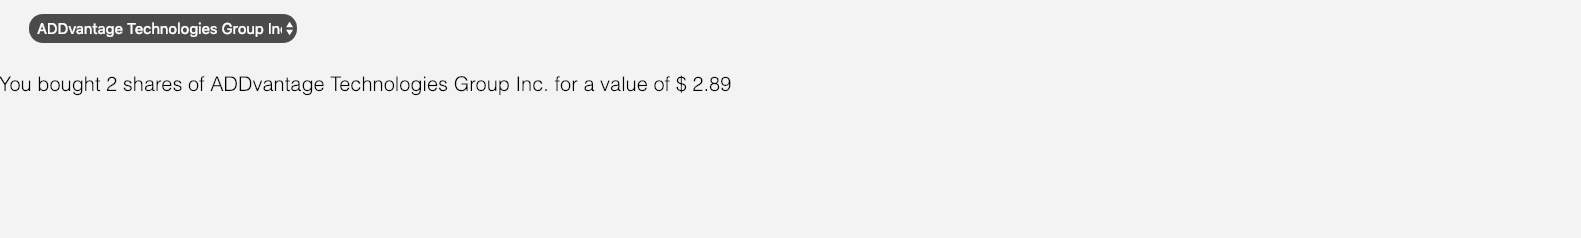 ADDvantage Technologies Group In
You bought 2 shares of ADDvantage Technologies Group Inc. for a value of $ 2.89